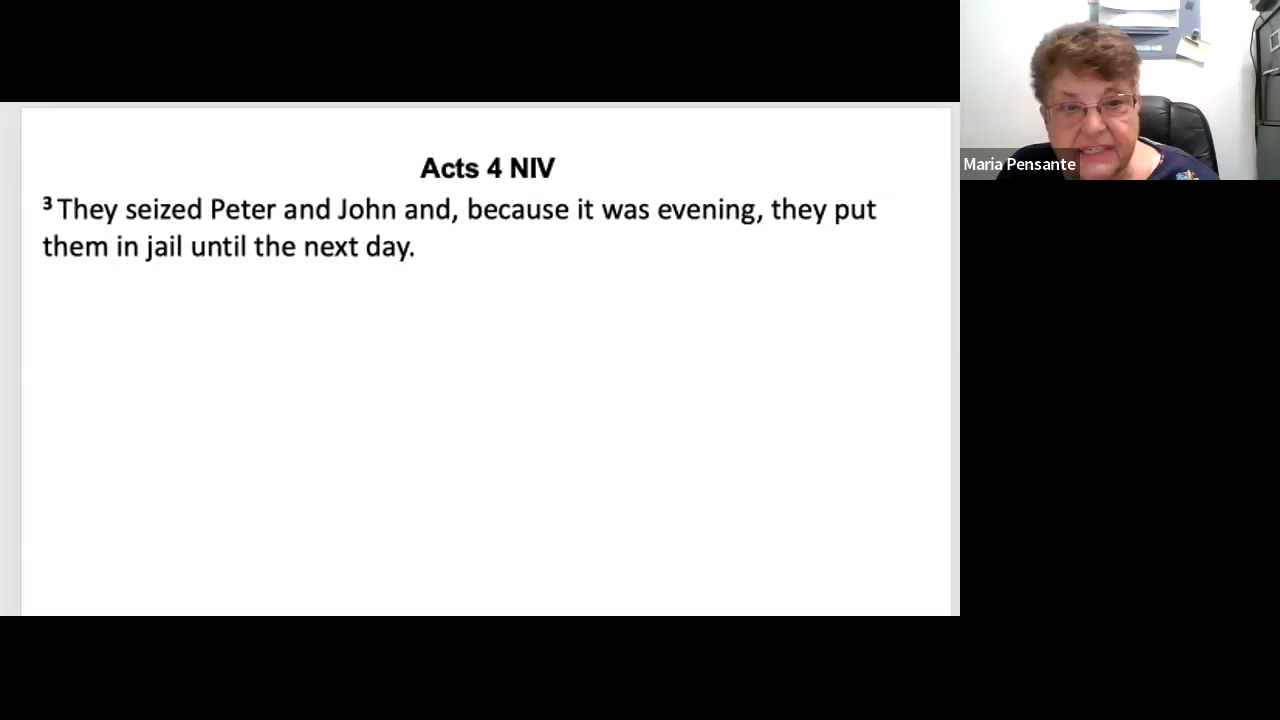 Acts 4 NIV
³ They seized Peter and John and, because it was evening, they put
them in jail until the next day.
Maria Pensante